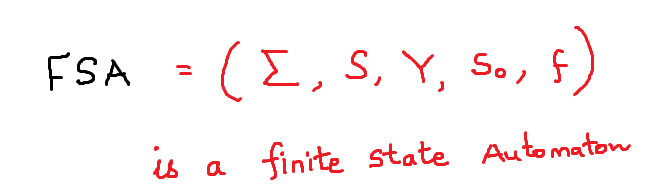 FSA = ( Σ, S, Y, S₀, f )
is a finite state Automaton